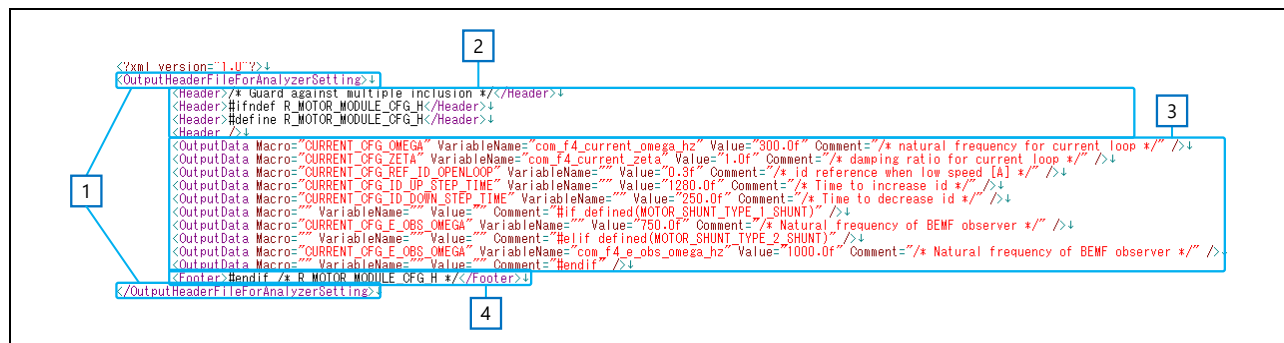 2
<?xml version="1.0"?>↓
<OutputHeaderFileForAnalyzerSetting>↓
<Header>/* Guard against multiple inclusion */</Header>↓
<Header>#ifndef R_MOTOR_MODULE_CFG_H</Header>↓
<Header>#define R_MOTOR_MODULE_CFG_H</Header>↓
3
<Header />↓
<OutputData Macro="CURRENT_CFG_OMEGA" VariableName="com_f4_current_omega_hz" Value="300.0f" Comment="/* natural frequency for current loop */" />↓
<OutputData Macro="CURRENT_CFG_ZETA" VariableName="com_f4_current_zeta" Value="1.0f" Comment="/* damping ratio for current loop */" />↓
<OutputData Macro="CURRENT_CFG_REF_ID_OPENLOOP" VariableName="" Value="0.3f" Comment="/* id reference when low speed [A] */" />↓
1
<OutputData Macro="CURRENT_CFG_ID_UP_STEP_TIME" VariableName="" Value="1280.0f" Comment="/* Time to increase id */" />↓
<OutputData Macro="CURRENT_CFG_ID_DOWN_STEP_TIME" VariableName="" Value="250.0f" Comment="/* Time to decrease id */" />↓
<OutputData Macro="" VariableName="" Value="" Comment="#if defined(MOTOR_SHUNT_TYPE_1_SHUNT)" />↓
<OutputData Macro="CURRENT_CFG_E_OBS_OMEGA" VariableName="" Value="750.0f" Comment="/* Natural frequency of BEMF observer */" />↓
<OutputData Macro="" VariableName="" Value="" Comment="#elif defined(MOTOR_SHUNT_TYPE_2_SHUNT)" />↓
<OutputData Macro="CURRENT_CFG_E_OBS_OMEGA" VariableName="com_f4_e_obs_omega_hz" Value="1000.0f" Comment="/* Natural frequency of BEMF observer */" />↓
<OutputData Macro="" VariableName="" Value="" Comment="#endif" />↓
<Footer>#endif /* R_MOTOR_MODULE_CFG_H */</Footer>↓
</OutputHeaderFileForAnalyzerSetting>↓
4